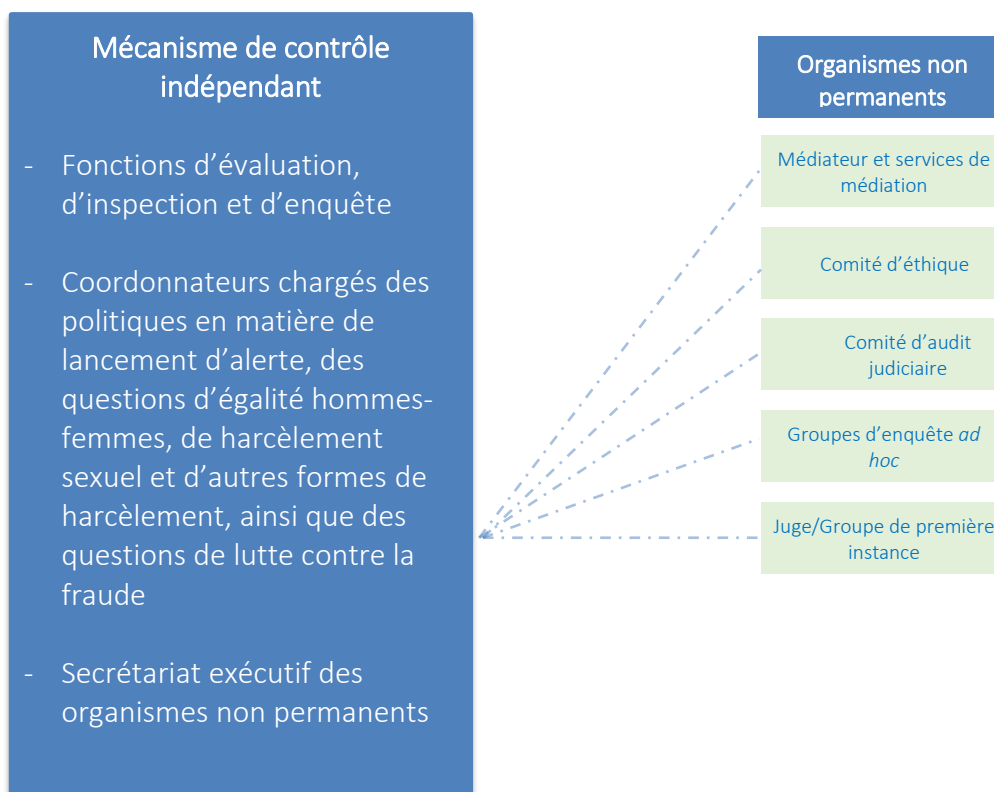 Mécanisme de contrôle
indépendant
- Fonctions d’évaluation,
d’inspection et d’enquête
- Coordonnateurs chargés des
politiques en matière de
lancement d’alerte, des
questions d’égalité hommes-
femmes, de harcèlement
sexuel et d’autres formes de
harcèlement, ainsi que des
questions de lutte contre la
fraude
- Secrétariat exécutif des
organismes non permanents
Organismes non
permanents
Médiateur et services de
médiation
Comité d’éthique
Comité d’audit
judiciaire
Groupes d’enquête ad
hoc
Juge/Groupe de première
instance